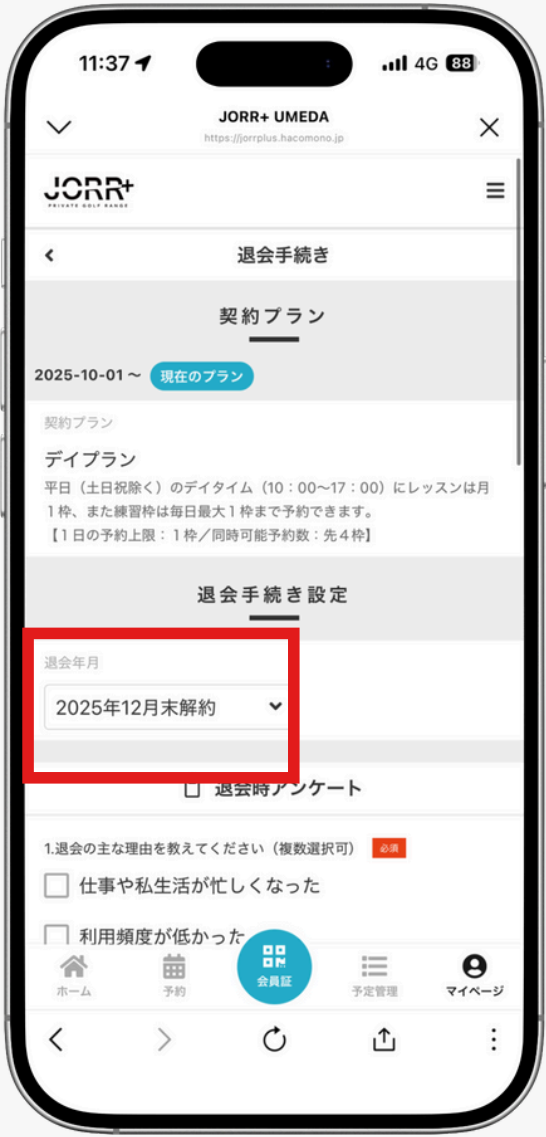 11:37
4G 88
JORR+ UMEDA
https://jorrplus.hacomono.jp
JORR+
PRIVATE GOLF RANGE
退会手続き
契約プラン
2025-10-01 ~ 現在のプラン
契約プラン
デイプラン
平日（土日祝除く）のデイタイム（10：00〜17：00）にレッスンは月
１枠、また練習枠は毎日最大１枠まで予約できます。
【１日の予約上限：１枠／同時可能予約数：先４枠】
退会手続き設定
退会年月
2025年12月末解約
退会時アンケート
1.退会の主な理由を教えてください（複数選択可） 必須
仕事や私生活が忙しくなった
利用頻度が低かった
ホーム
予約
会員証
予定管理
マイページ